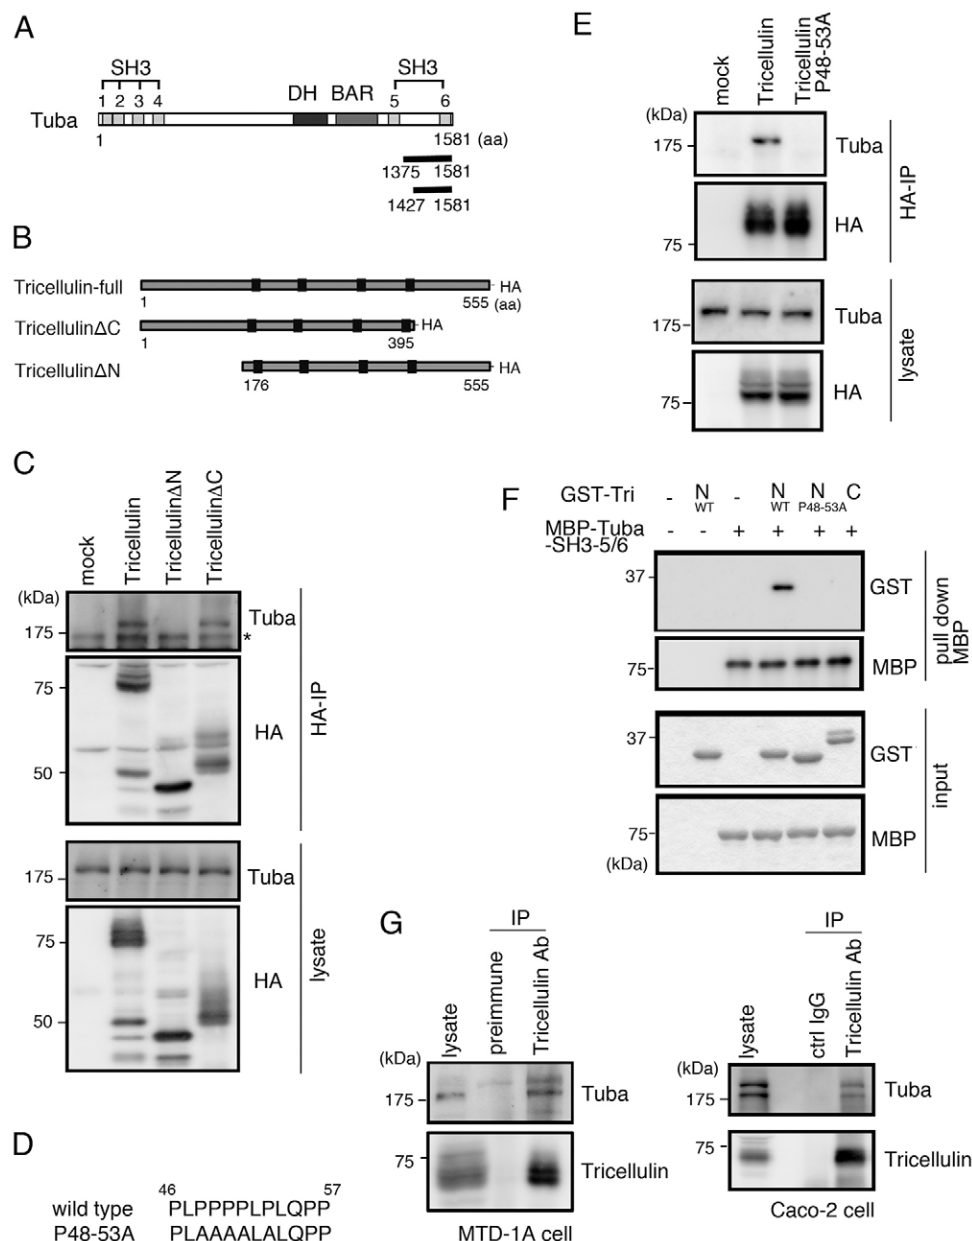 A
SH3 SH3
1 2 3 4 DH BAR 5 6
Tuba
1 1581 (aa)
1375 1581
1427 1581
B
Tricellulin-full HA
1 555 (aa)
TricellulinΔC HA
1 395
TricellulinΔN HA
176 555
C
mock Tricellulin TricellulinΔN TricellulinΔC
(kDa)
175 Tuba
*
75
HA
50
HA-IP
175 Tuba
75
HA
50
lysate
D
46 57
wild type PLPPPPLPLQPP
P48-53A PLAAAALALQPP
E
mock Tricellulin Tricellulin P48-53A
(kDa)
175 Tuba
HA
75
HA-IP
175 Tuba
HA
75
lysate
F
GST-Tri - N WT - N WT N P48-53A C
MBP-Tuba - - + + + +
-SH3-5/6
37 GST
75 MBP
pull down
MBP
37 GST
75 MBP
(kDa)
input
G
IP
lysate preimmune Tricellulin Ab
(kDa)
175 Tuba
75
Tricellulin
MTD-1A cell
IP
lysate ctrl IgG Tricellulin Ab
(kDa)
175 Tuba
75
Tricellulin
Caco-2 cell